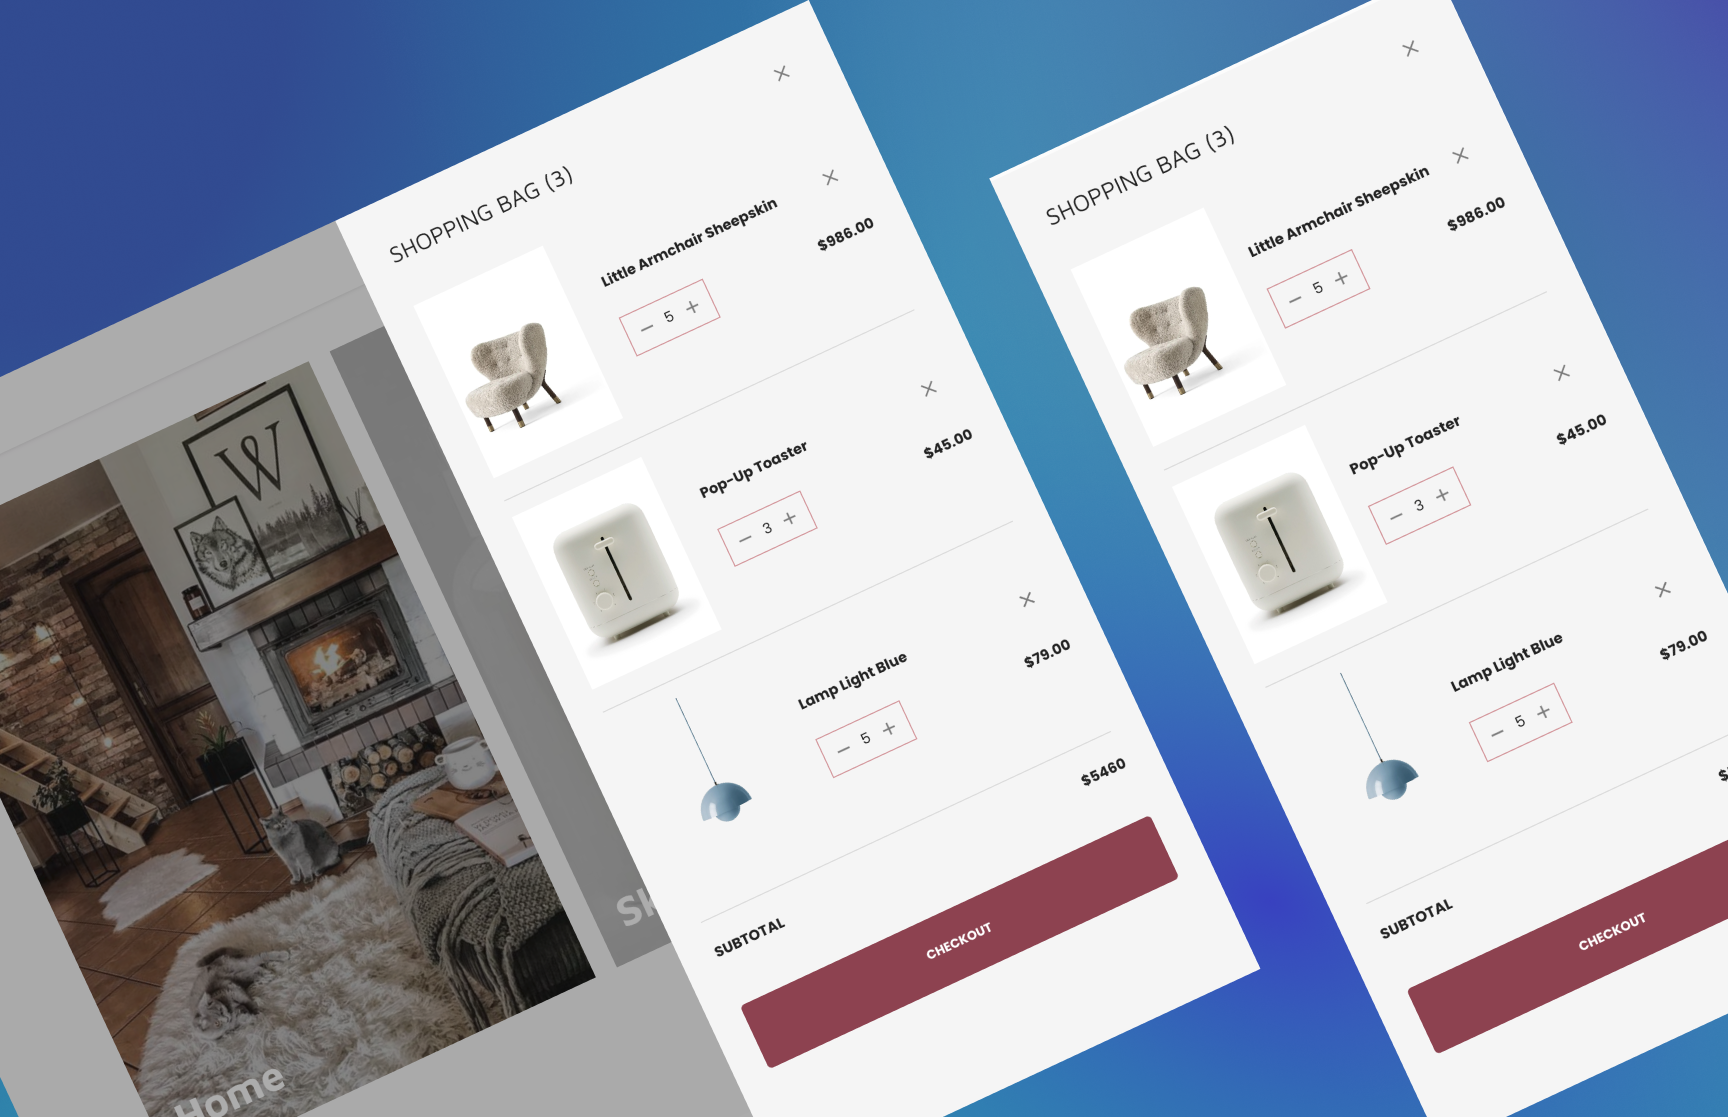 SHOPPING BAG (3)
Little Armchair Sheepskin
$986.00
5
Pop-Up Toaster
$45.00
3
Lamp Light Blue
$79.00
5
SUBTOTAL
$5460
CHECKOUT
W
Home
Sk
SHOPPING BAG (3)
Little Armchair Sheepskin
$986.00
5
Pop-Up Toaster
$45.00
3
Lamp Light Blue
$79.00
5
SUBTOTAL
CHECKOUT